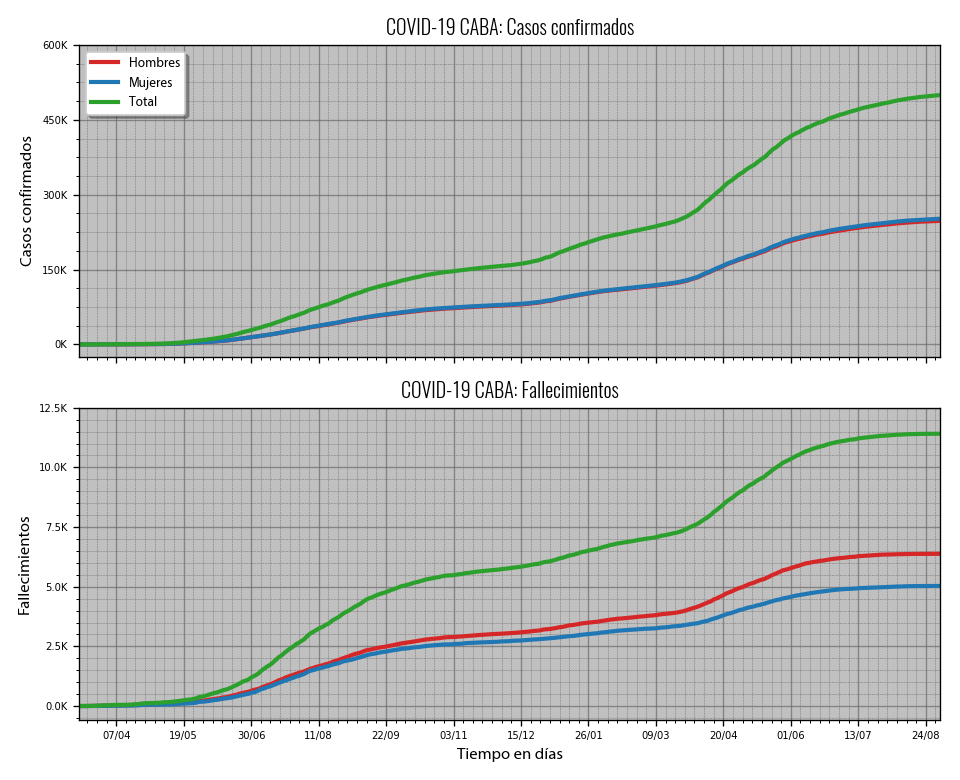 COVID-19 CABA: Casos confirmados
600K
450K
300K
150K
0K
Casos confirmados
Hombres
Mujeres
Total
COVID-19 CABA: Fallecimientos
12.5K
10.0K
7.5K
5.0K
2.5K
0.0K
Fallecimientos
07/04 19/05 30/06 11/08 22/09 03/11 15/12 26/01 09/03 20/04 01/06 13/07 24/08
Tiempo en días